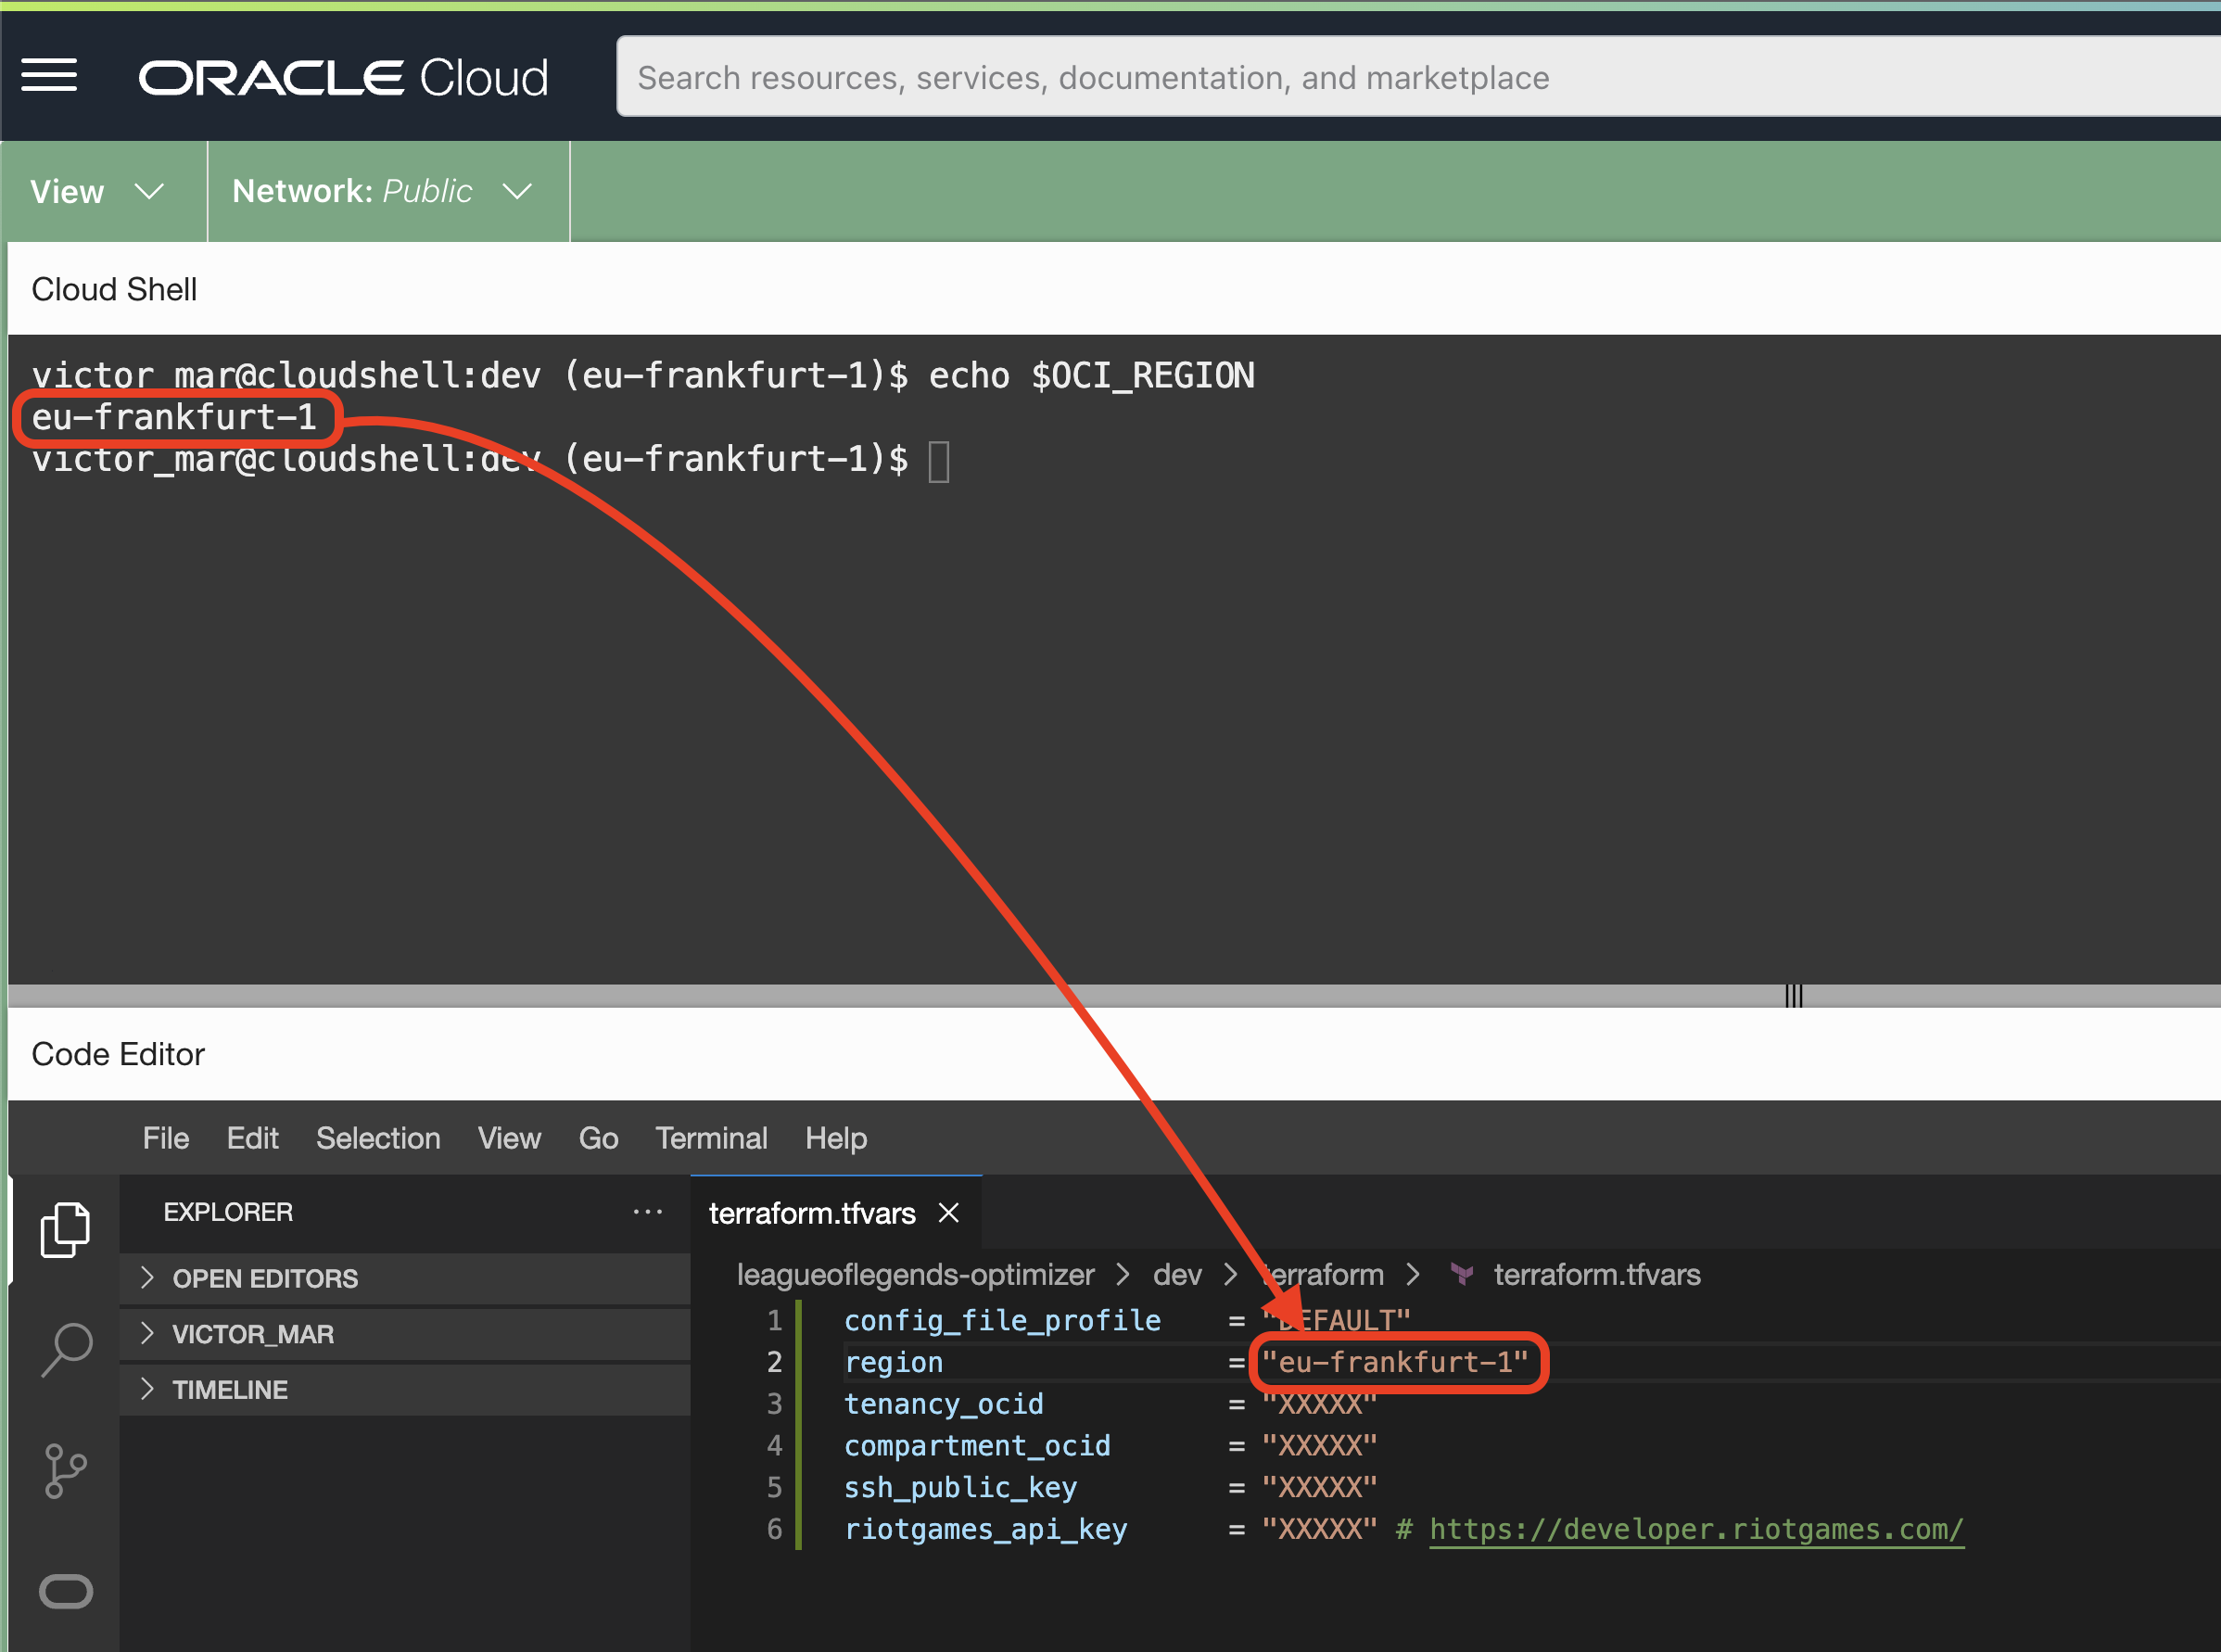 ORACLE Cloud
Search resources, services, documentation, and marketplace
View
Network: Public
Cloud Shell
victor_mar@cloudshell:dev (eu-frankfurt-1)$ echo $OCI_REGION
eu-frankfurt-1
victor_mar@cloudshell:dev (eu-frankfurt-1)$
Code Editor
File Edit Selection View Go Terminal Help
EXPLORER ...
OPEN EDITORS
VICTOR_MAR
TIMELINE
terraform.tfvars
leagueoflegends-optimizer > dev > terraform > terraform.tfvars
1 config_file_profile = "DEFAULT"
2 region = "eu-frankfurt-1"
3 tenancy_ocid = "XXXXX"
4 compartment_ocid = "XXXXX"
5 ssh_public_key = "XXXXX"
6 riotgames_api_key = "XXXXX" # https://developer.riotgames.com/